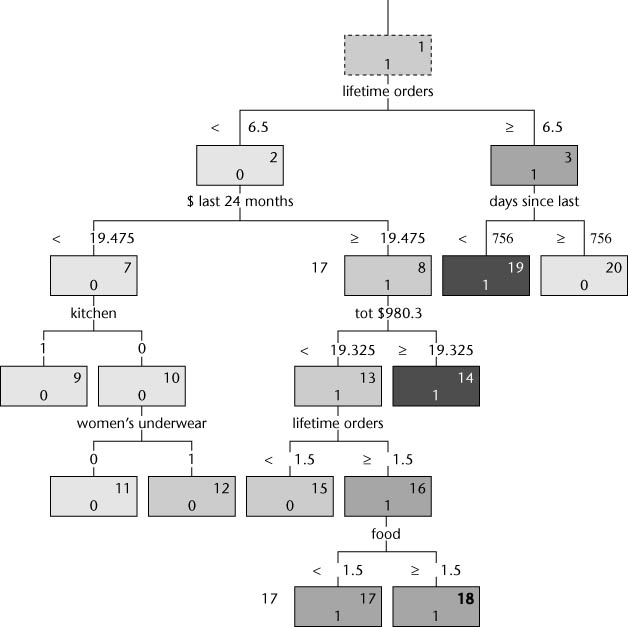 1
1
lifetime orders
< 6.5 ≥ 6.5
2 3
0 1
$ last 24 months days since last
< 19.475 ≥ 19.475 < 756 ≥ 756
7 17 8 19 20
0 1 1 0
kitchen tot $980.3
1 0 < 19.325 ≥ 19.325
9 10 13 14
0 0 1 1
women's underwear lifetime orders
0 1 < 1.5 ≥ 1.5
11 12 15 16
0 0 0 1
food
< 1.5 ≥ 1.5
17 17 18
1 1